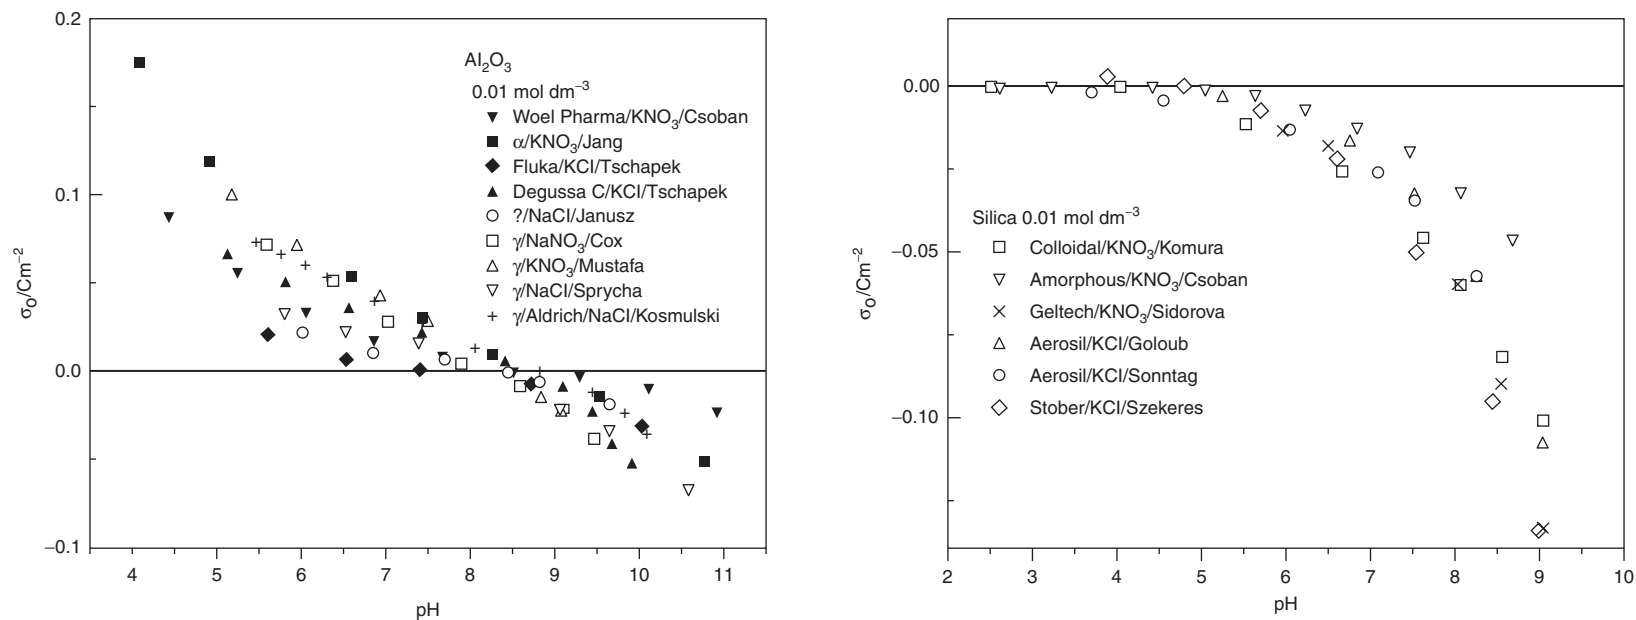 0.2
0.1
0.0
–0.1
σ₀/Cm⁻²
4 5 6 7 8 9 10 11
pH
Al₂O₃
0.01 mol dm⁻³
Woel Pharma/KNO₃/Csoban
α/KNO₃/Jang
Fluka/KCl/Tschapek
Degussa C/KCl/Tschapek
?/NaCl/Janusz
γ/NaNO₃/Cox
γ/KNO₃/Mustafa
γ/NaCl/Sprycha
γ/Aldrich/NaCl/Kosmulski
0.00
–0.05
–0.10
σ₀/Cm⁻²
2 3 4 5 6 7 8 9 10
pH
Silica 0.01 mol dm⁻³
Colloidal/KNO₃/Komura
Amorphous/KNO₃/Csoban
Geltech/KNO₃/Sidorova
Aerosil/KCl/Goloub
Aerosil/KCl/Sonntag
Stober/KCl/Szekeres